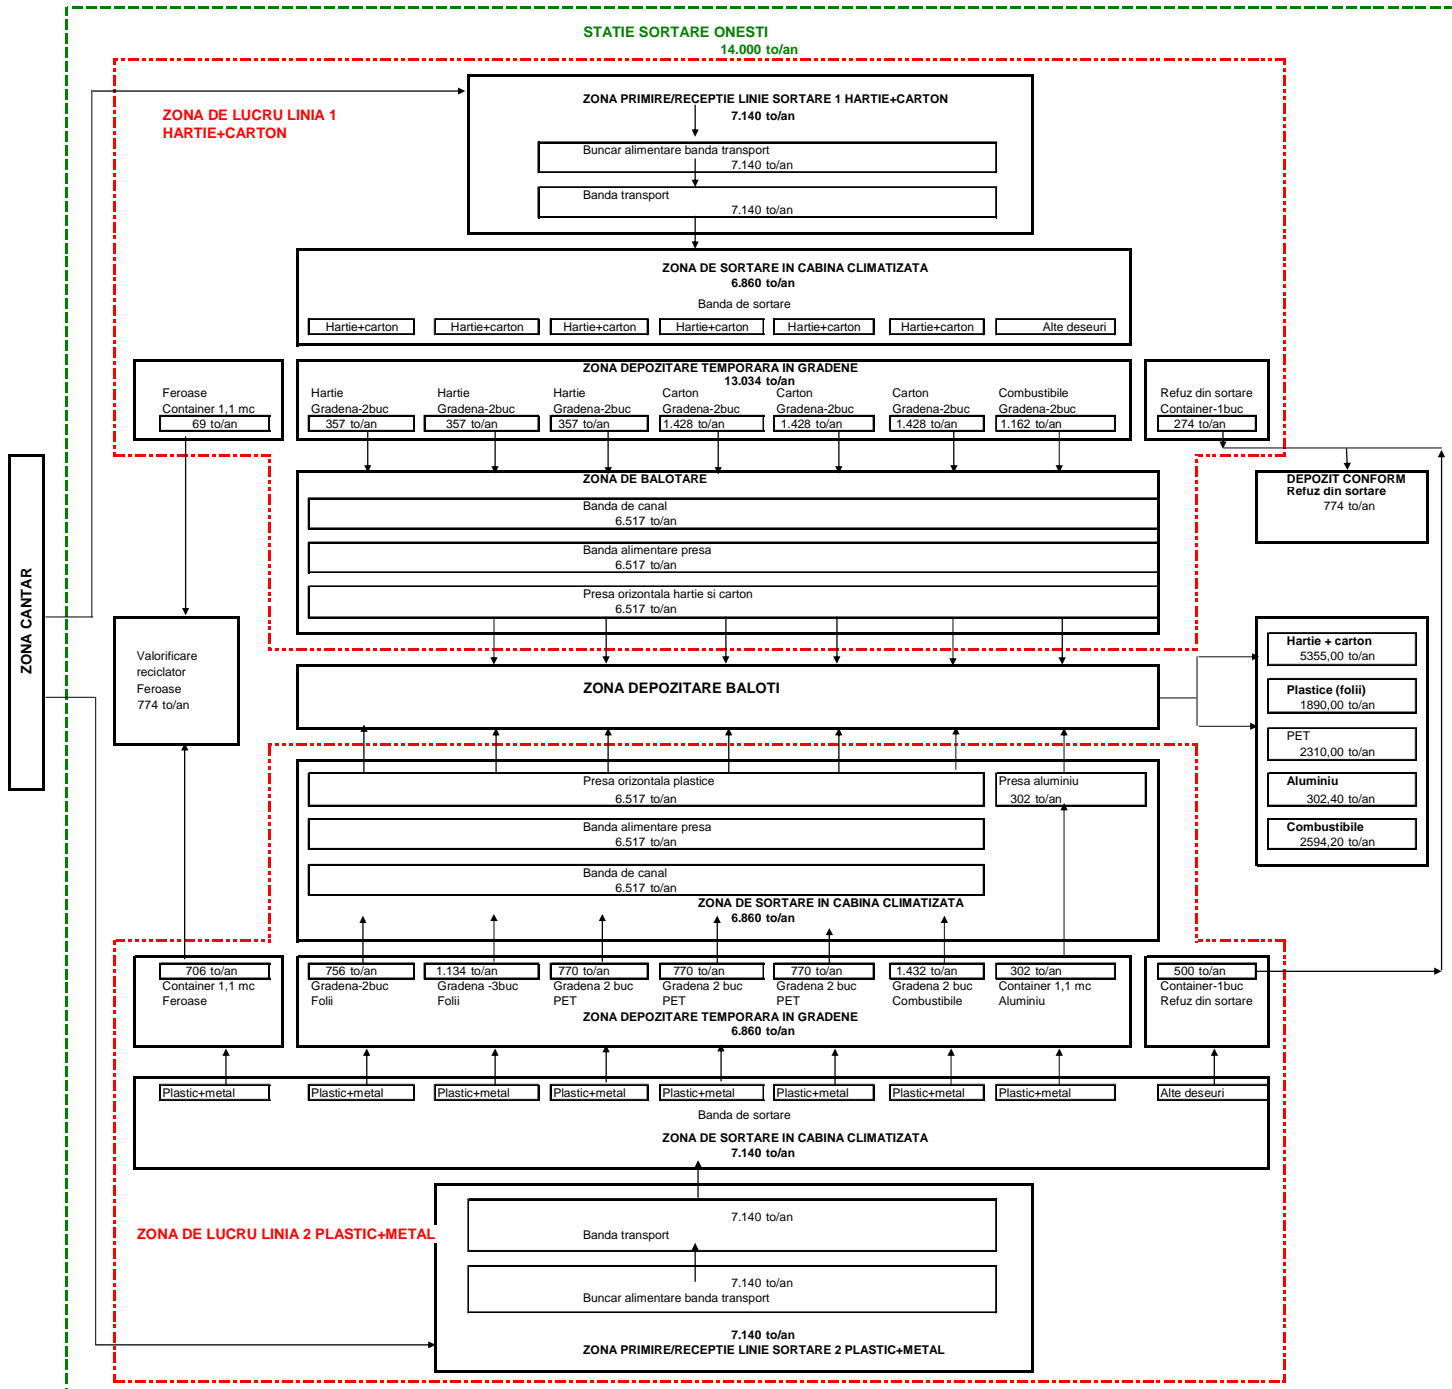 STATIE SORTARE ONESTI
14.000 to/an
ZONA DE LUCRU LINIA 1
HARTIE+CARTON
ZONA PRIMIRE/RECEPTIE LINIE SORTARE 1 HARTIE+CARTON
7.140 to/an
Buncar alimentare banda transport
7.140 to/an
Banda transport
7.140 to/an
ZONA DE SORTARE IN CABINA CLIMATIZATA
6.860 to/an
Banda de sortare
Hartie+carton Hartie+carton Hartie+carton Hartie+carton Hartie+carton Hartie+carton Alte deseuri
ZONA DEPOZITARE TEMPORARA IN GRADENE
13.034 to/an
Feroase Hartie Hartie Hartie Carton Carton Carton Combustibile Refuz din sortare
Container 1,1 mc Gradena-2buc Gradena-2buc Gradena-2buc Gradena-2buc Gradena-2buc Gradena-2buc Gradena-2buc Container-1buc
69 to/an 357 to/an 357 to/an 357 to/an 1.428 to/an 1.428 to/an 1.428 to/an 1.162 to/an 274 to/an
ZONA DE BALOTARE
Banda de canal
6.517 to/an
Banda alimentare presa
6.517 to/an
Presa orizontala hartie si carton
6.517 to/an
DEPOZIT CONFORM
Refuz din sortare
774 to/an
ZONA CANTAR
Valorificare
reciclator
Feroase
774 to/an
ZONA DEPOZITARE BALOTI
Hartie + carton
5355,00 to/an
Plastice (folii)
1890,00 to/an
PET
2310,00 to/an
Aluminiu
302,40 to/an
Combustibile
2594,20 to/an
Presa orizontala plastice Presa aluminiu
6.517 to/an 302 to/an
Banda alimentare presa
6.517 to/an
Banda de canal
6.517 to/an
ZONA DE SORTARE IN CABINA CLIMATIZATA
6.860 to/an
706 to/an 756 to/an 1.134 to/an 770 to/an 770 to/an 770 to/an 1.432 to/an 302 to/an 500 to/an
Container 1,1 mc Gradena-2buc Gradena -3buc Gradena 2 buc Gradena 2 buc Gradena 2 buc Gradena 2 buc Container 1,1 mc Container-1buc
Feroase Folii Folii PET PET PET Combustibile Aluminiu Refuz din sortare
ZONA DEPOZITARE TEMPORARA IN GRADENE
6.860 to/an
Plastic+metal Plastic+metal Plastic+metal Plastic+metal Plastic+metal Plastic+metal Plastic+metal Plastic+metal Alte deseuri
Banda de sortare
ZONA DE SORTARE IN CABINA CLIMATIZATA
7.140 to/an
ZONA DE LUCRU LINIA 2 PLASTIC+METAL
7.140 to/an
Banda transport
7.140 to/an
Buncar alimentare banda transport
7.140 to/an
ZONA PRIMIRE/RECEPTIE LINIE SORTARE 2 PLASTIC+METAL